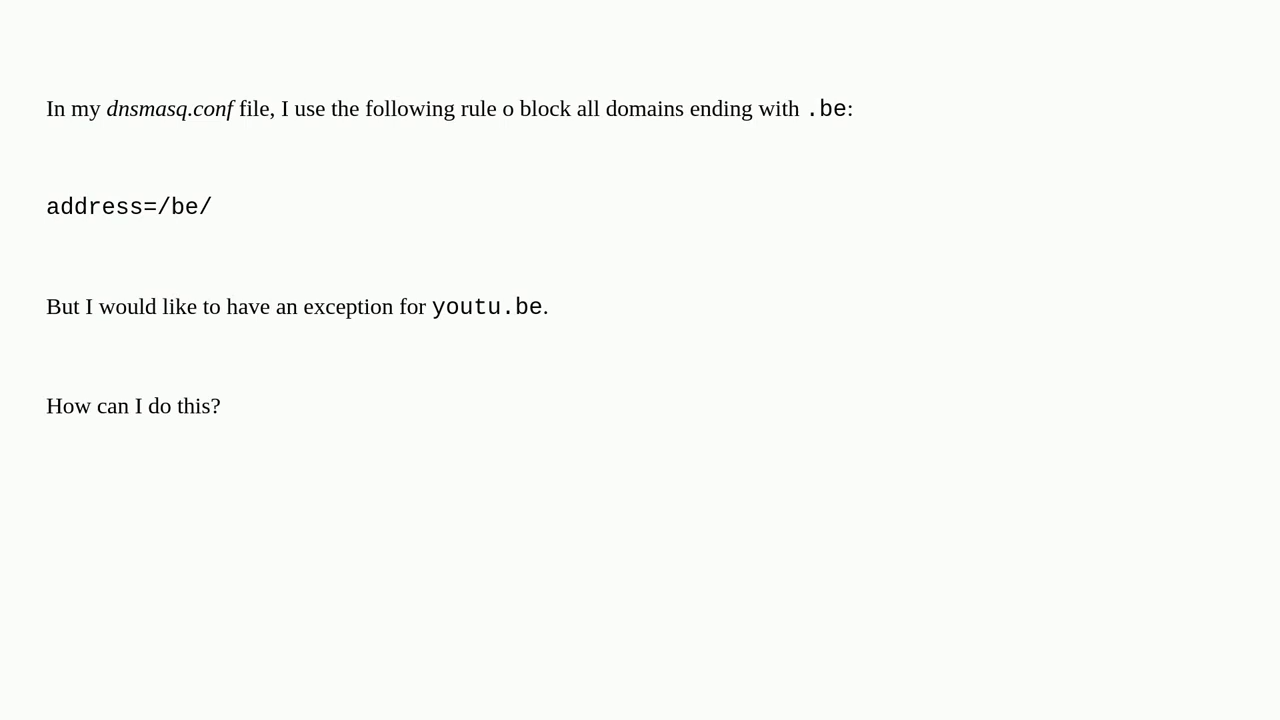 In my dnsmasq.conf file, I use the following rule o block all domains ending with .be:
address=/be/
But I would like to have an exception for youtu.be.
How can I do this?